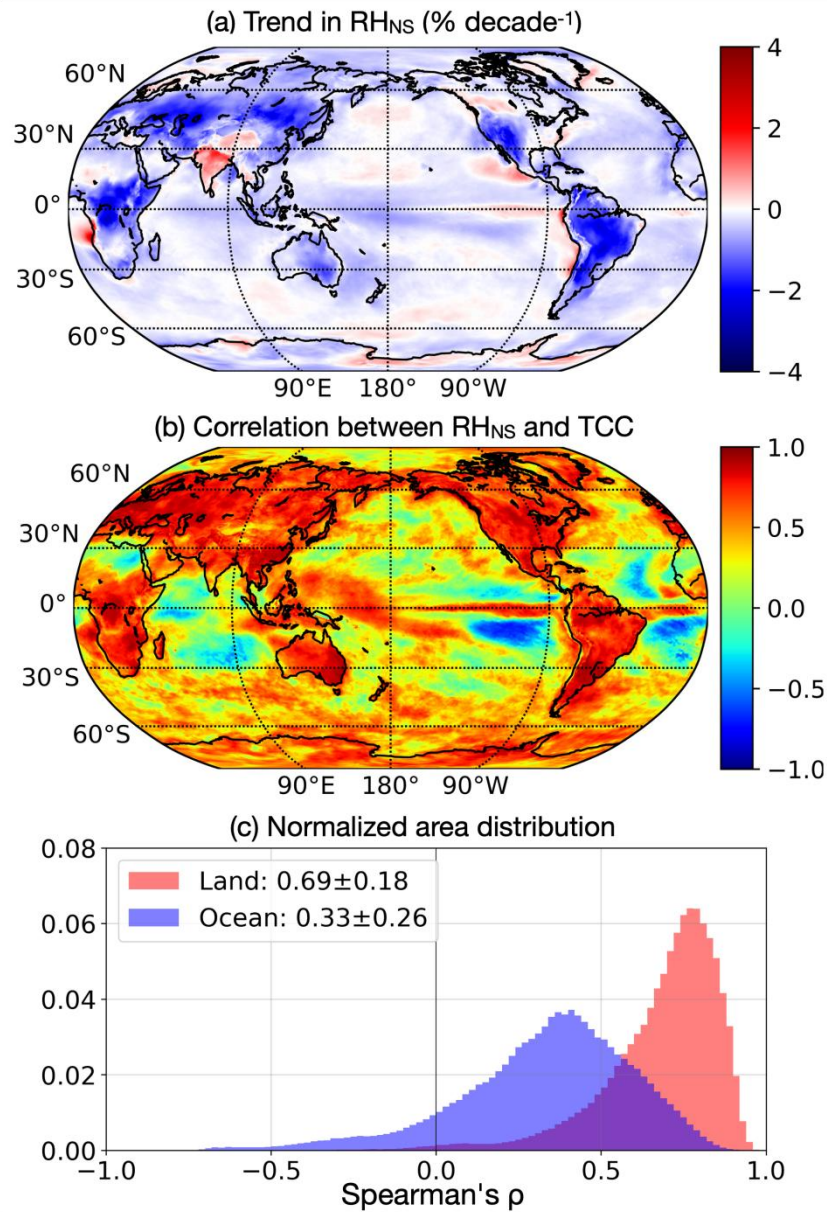 (a) Trend in RHNS (% decade-1)
60°N
30°N
0°
30°S
60°S
90°E 180° 90°W
4
2
0
−2
−4
(b) Correlation between RHNS and TCC
60°N
30°N
0°
30°S
60°S
90°E 180° 90°W
1.0
0.5
0.0
−0.5
−1.0
(c) Normalized area distribution
0.08
0.06
0.04
0.02
0.00
Land: 0.69±0.18
Ocean: 0.33±0.26
−1.0 −0.5 0.0 0.5 1.0
Spearman's ρ